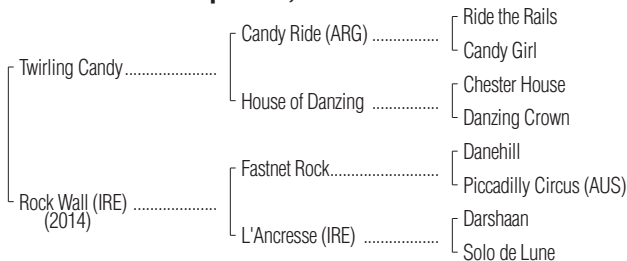 Ride the Rails
Candy Ride (ARG) ................
Candy Girl
Twirling Candy ......................
Chester House
House of Danzing ................
Danzing Crown
Danehill
Fastnet Rock..........................
Piccadilly Circus (AUS)
Rock Wall (IRE) ....................
(2014)
Darshaan
L'Ancresse (IRE) ..................
Solo de Lune